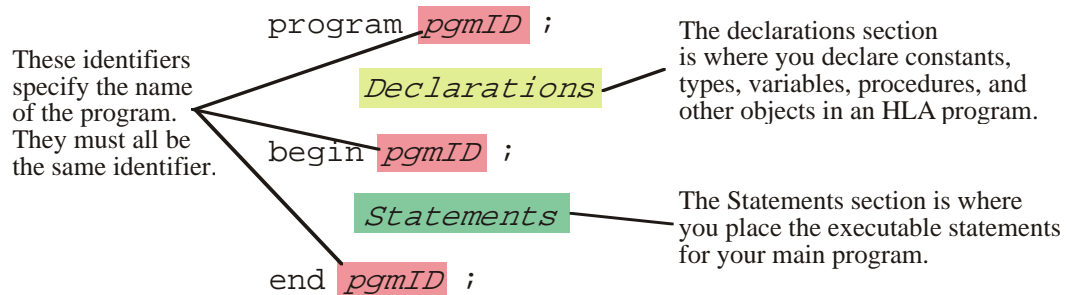 program pgmID ;
These identifiers
specify the name
of the program.
They must all be
the same identifier.
Declarations
The declarations section
is where you declare constants,
types, variables, procedures, and
other objects in an HLA program.
begin pgmID ;
Statements
The Statements section is where
you place the executable statements
for your main program.
end pgmID ;